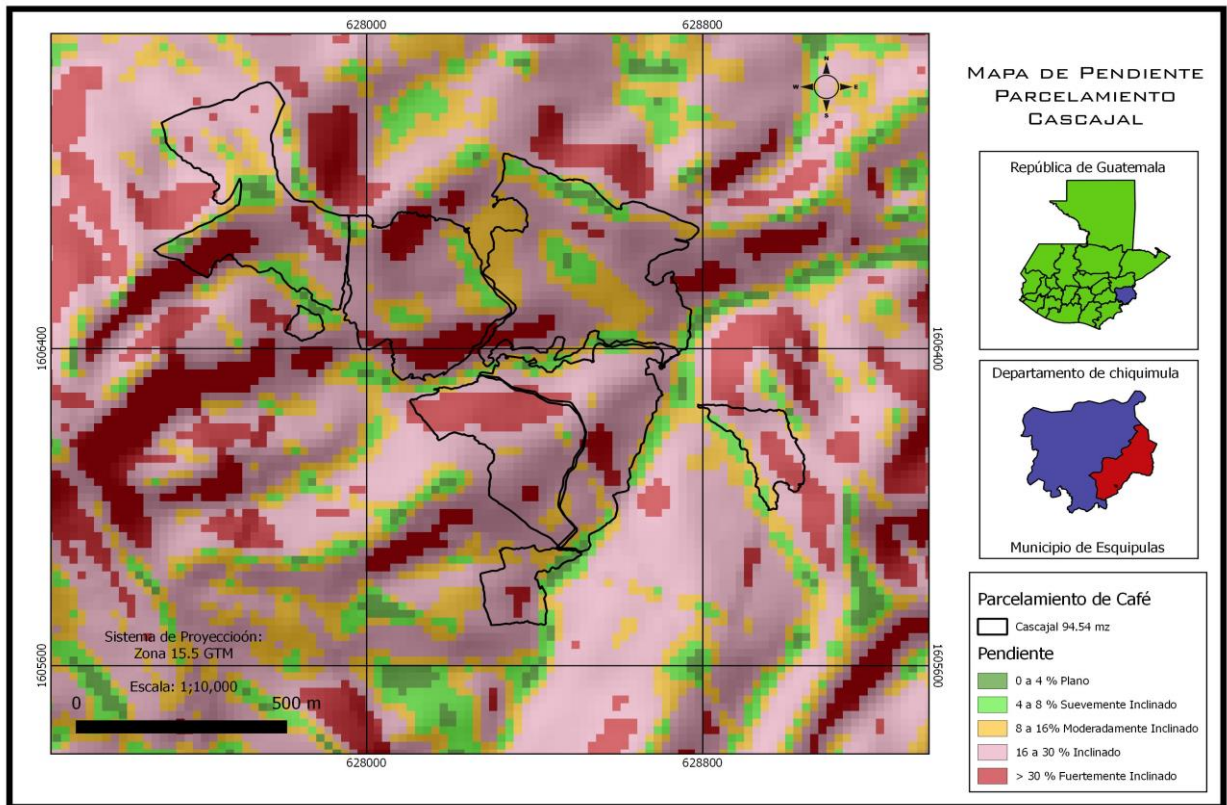 628000
628800
N
W
E
S
1606400
1606400
1605600
1605600
Sistema de Proyeccioón:
Zona 15.5 GTM
Escala: 1;10,000
0
500 m
628000
628800
MAPA DE PENDIENTE
PARCELAMIENTO
CASCAJAL
República de Guatemala
Departamento de chiquimula
Municipio de Esquipulas
Parcelamiento de Café
Cascajal 94.54 mz
Pendiente
0 a 4 % Plano
4 a 8 % Suevemente Inclinado
8 a 16% Moderadamente Inclinado
16 a 30 % Inclinado
> 30 % Fuertemente Inclinado